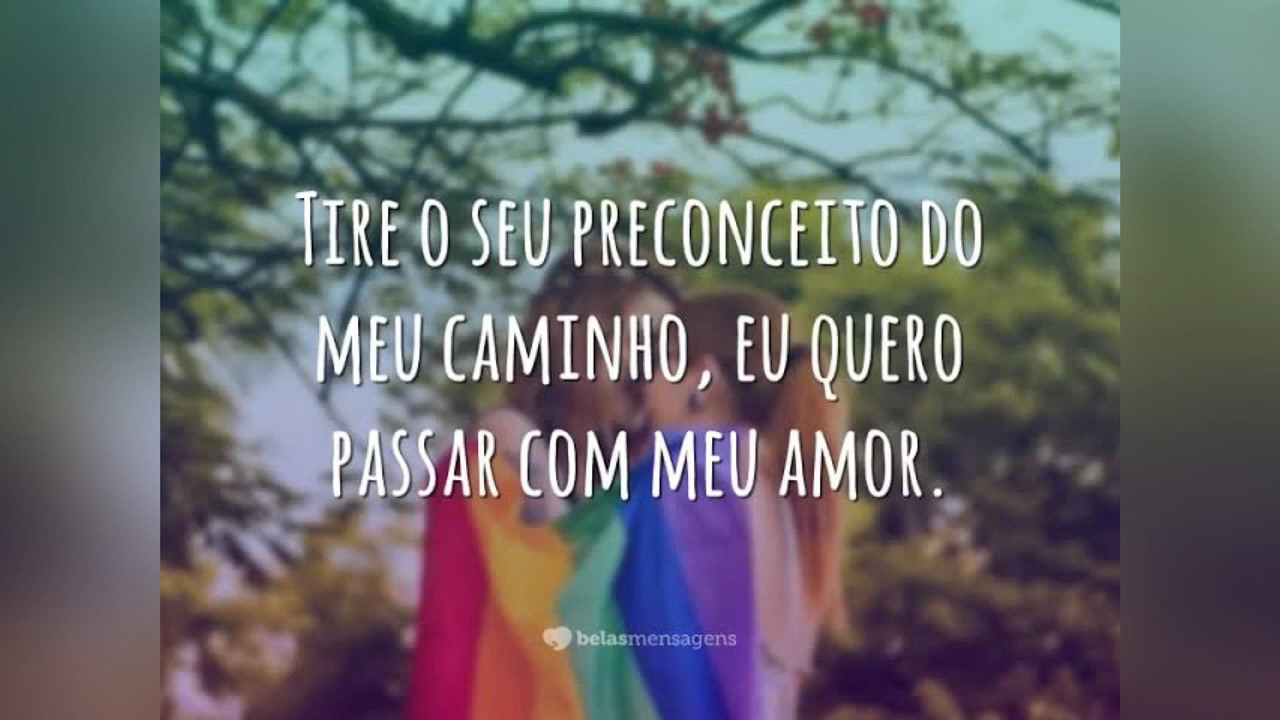 Tire o seu preconceito do
meu caminho, eu quero
passar com meu amor.
belasmensagens